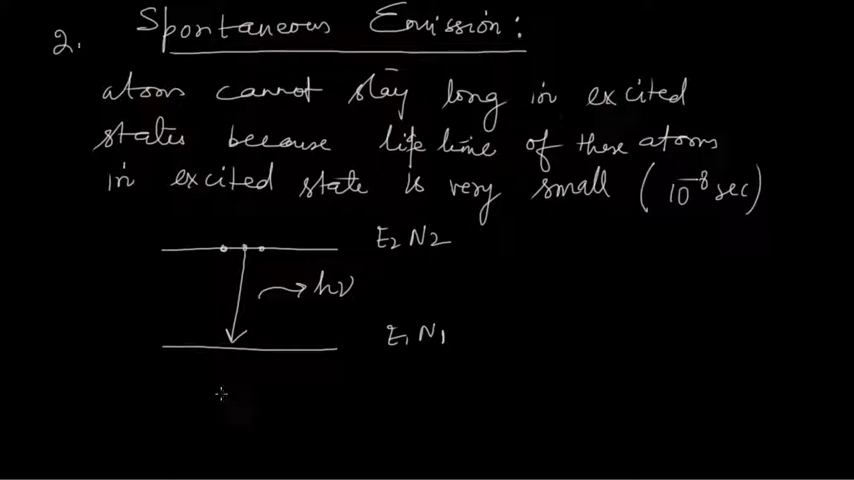 2. Spontaneous Emission:
atom cannot stay long in excited
states because life time of these atoms
in excited state is very small (10⁻⁸ sec)
E₂ N₂
hν
E₁ N₁